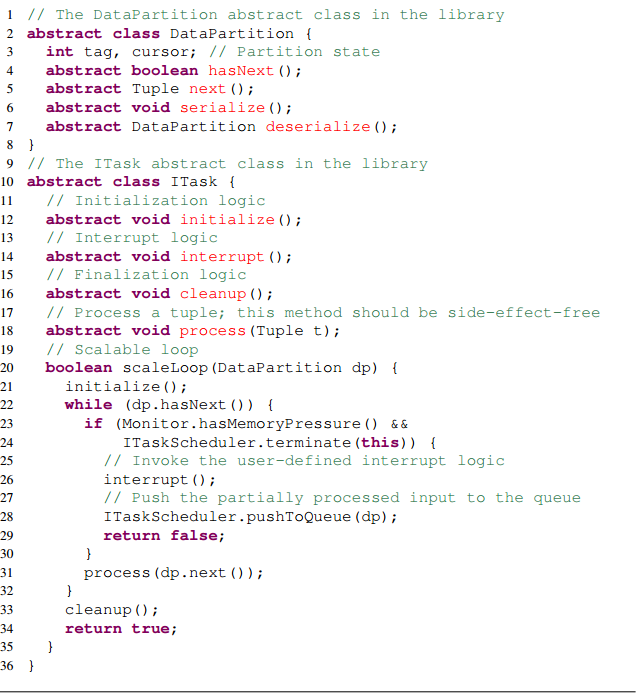 1 // The DataPartition abstract class in the library
2 abstract class DataPartition {
3   int tag, cursor; // Partition state
4   abstract boolean hasNext();
5   abstract Tuple next();
6   abstract void serialize();
7   abstract DataPartition deserialize();
8 }
9 // The ITask abstract class in the library
10 abstract class ITask {
11   // Initialization logic
12   abstract void initialize();
13   // Interrupt logic
14   abstract void interrupt();
15   // Finalization logic
16   abstract void cleanup();
17   // Process a tuple; this method should be side-effect-free
18   abstract void process(Tuple t);
19   // Scalable loop
20   boolean scaleLoop(DataPartition dp) {
21     initialize();
22     while (dp.hasNext()) {
23       if (Monitor.hasMemoryPressure() &&
24           ITaskScheduler.terminate(this)) {
25         // Invoke the user-defined interrupt logic
26         interrupt();
27         // Push the partially processed input to the queue
28         ITaskScheduler.pushToQueue(dp);
29         return false;
30       }
31       process(dp.next());
32     }
33     cleanup();
34     return true;
35   }
36 }